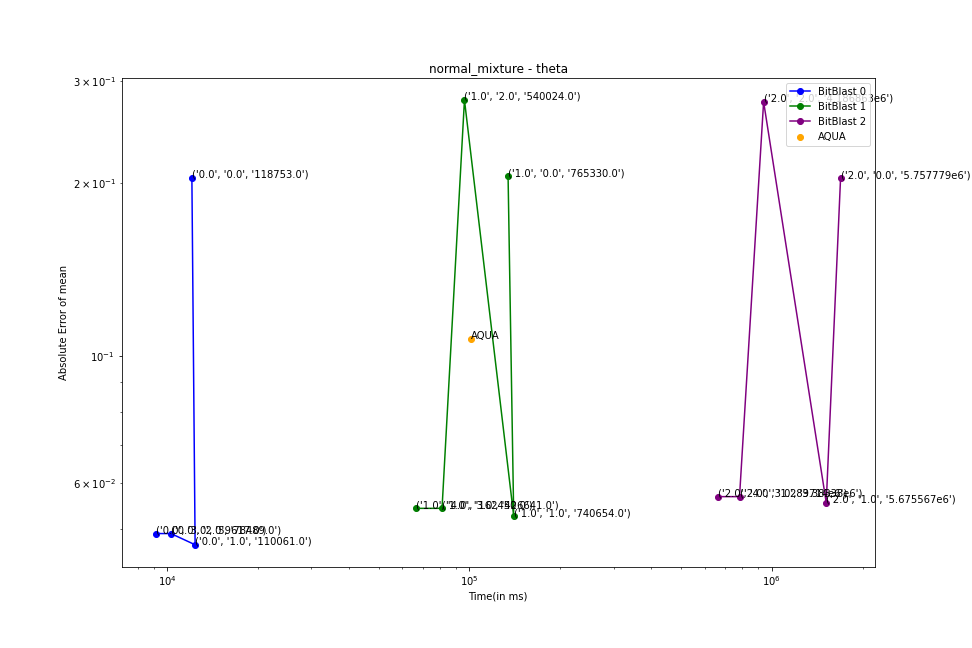 normal_mixture - theta
3 × 10⁻¹
2 × 10⁻¹
10⁻¹
6 × 10⁻²
Absolute Error of mean
10⁴
10⁵
10⁶
Time(in ms)
BitBlast 0
BitBlast 1
BitBlast 2
AQUA
('0.0', '0.0', '118753.0')
('0.0', '1.0', '110061.0')
('1.0', '2.0', '540024.0')
('1.0', '0.0', '765330.0')
AQUA
('1.0', '1.0', '740654.0')
('2.0', '0.0', '5.757779e6')
('2.0', '1.0', '5.675567e6')